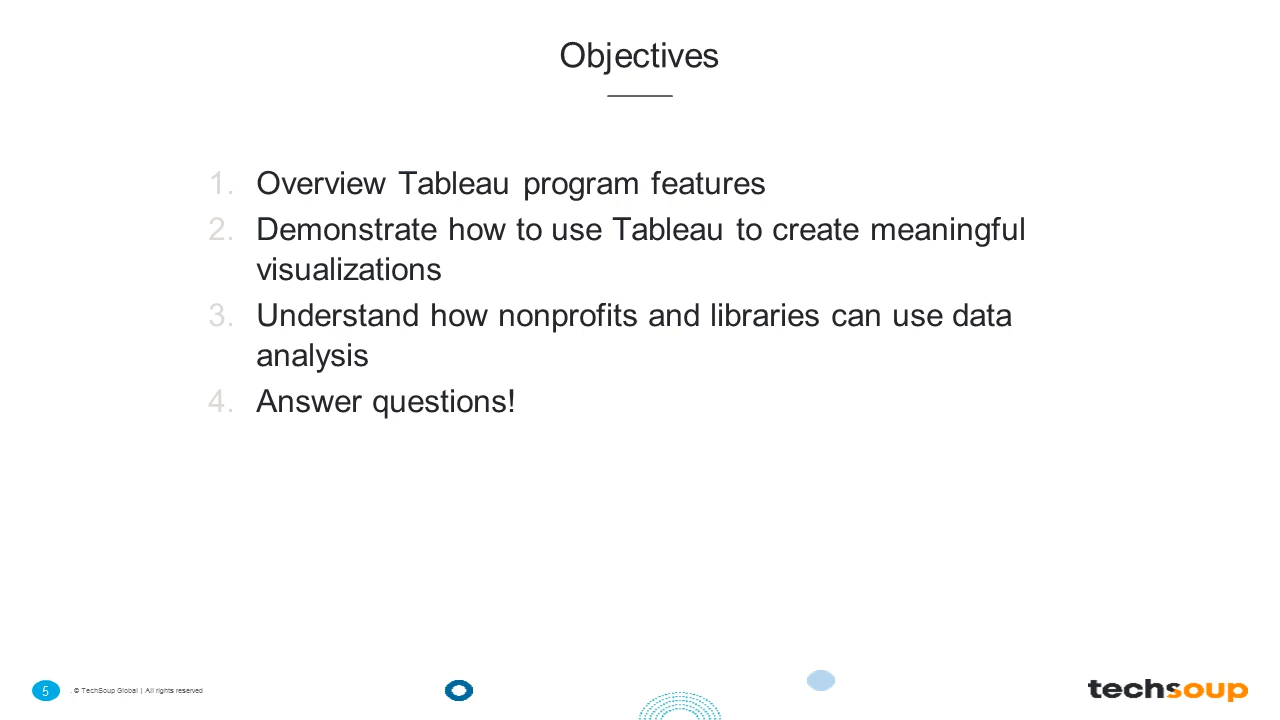 Objectives
1. Overview Tableau program features
2. Demonstrate how to use Tableau to create meaningful
visualizations
3. Understand how nonprofits and libraries can use data
analysis
4. Answer questions!
5
. © TechSoup Global | All rights reserved
techsoup